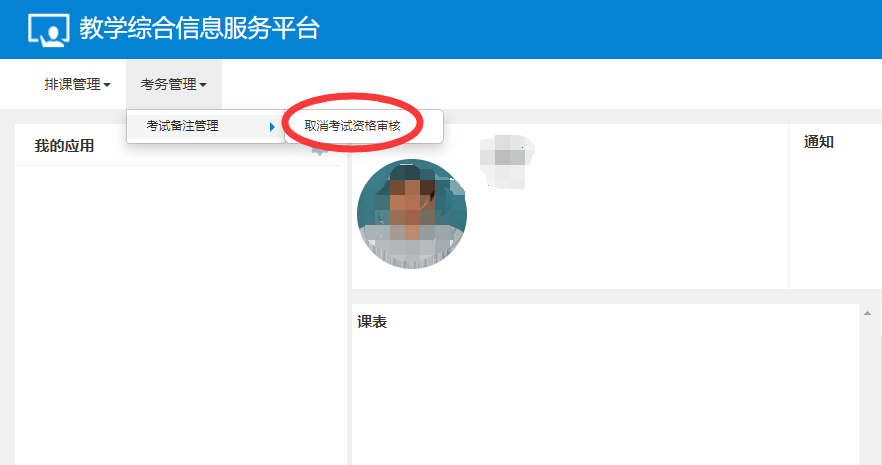 教学综合信息服务平台
排课管理 考务管理
考试备注管理 取消考试资格审核
我的应用
通知
课表